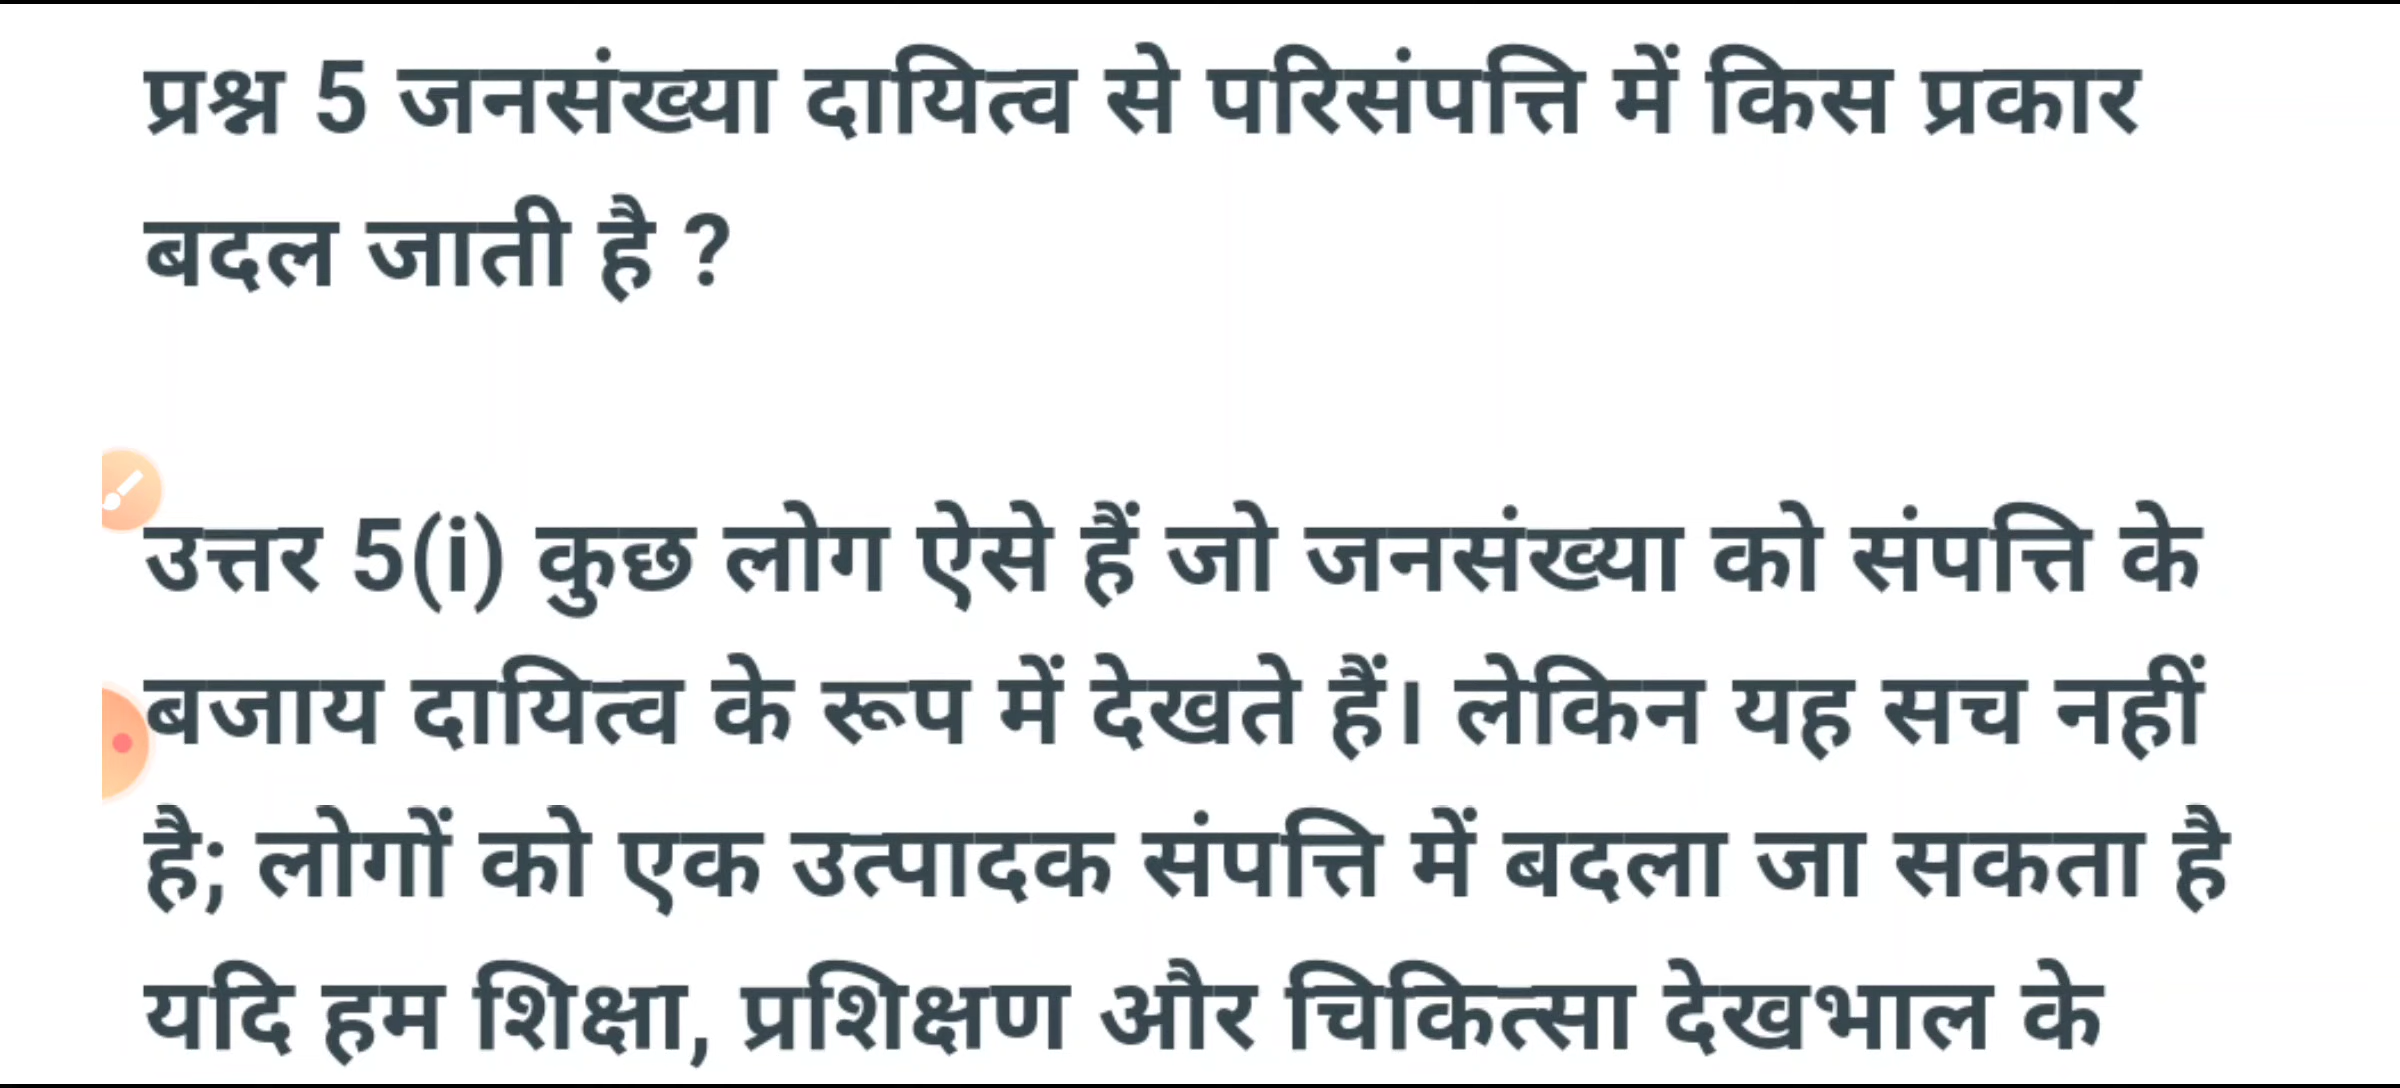 प्रश्न 5 जनसंख्या दायित्व से परिसंपत्ति में किस प्रकार
बदल जाती है ?
उत्तर 5(i) कुछ लोग ऐसे हैं जो जनसंख्या को संपत्ति के
बजाय दायित्व के रूप में देखते हैं। लेकिन यह सच नहीं
है; लोगों को एक उत्पादक संपत्ति में बदला जा सकता है
यदि हम शिक्षा, प्रशिक्षण और चिकित्सा देखभाल के